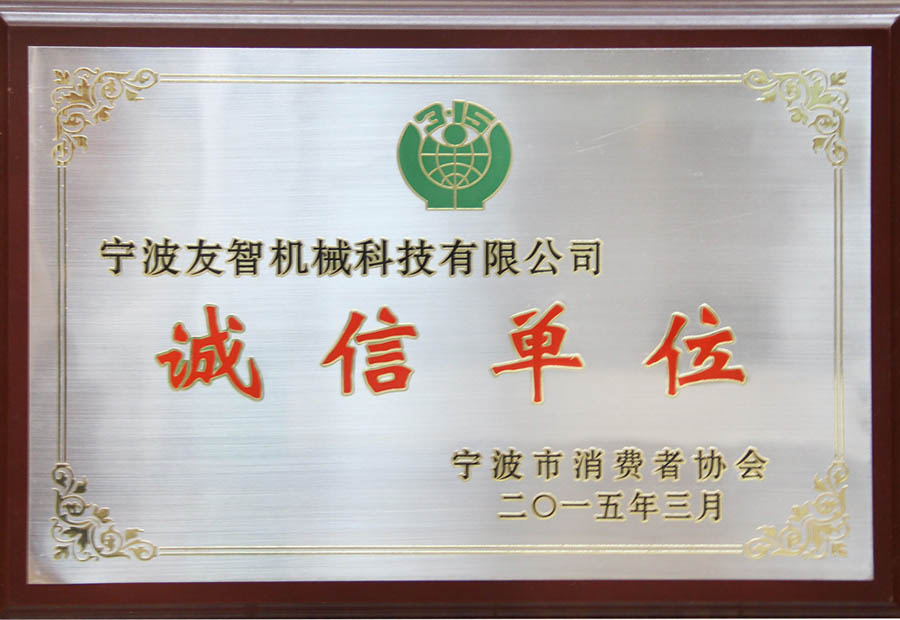 3·15
宁波友智机械科技有限公司
诚信单位
宁波市消费者协会
二〇一五年三月